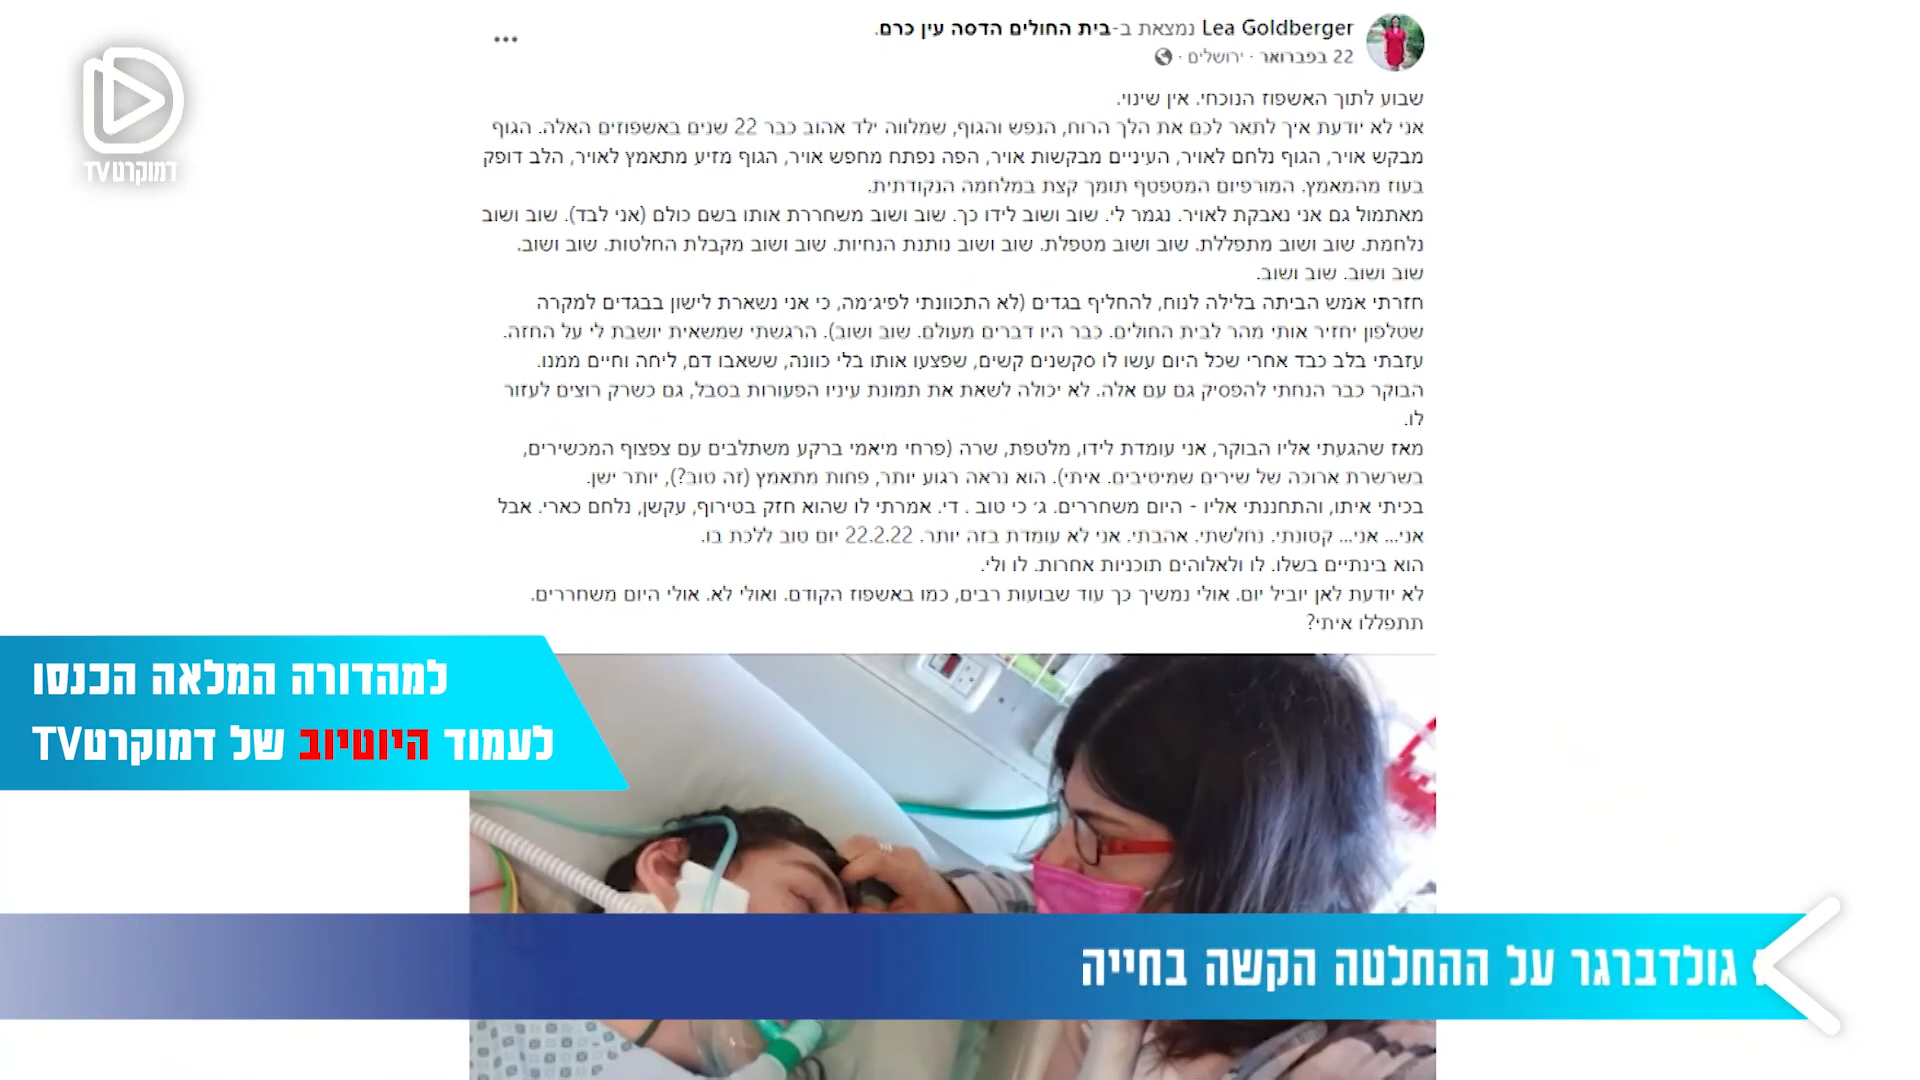 Lea Goldberger נמצאת ב-בית החולים הדסה עין כרם.
22 בפברואר · ירושלים ·
שבוע לתוך האשפוז הנוכחי. אין שינוי.
אני לא יודעת איך לתאר לכם את הלך הרוח, הנפש והגוף, שמלווה ילד אהוב כבר 22 שנים באשפוזים האלה. הגוף
מבקש אויר, הגוף נלחם לאויר, העיניים מבקשות אויר, הפה נפתח מחפש אויר, הגוף מזיע מתאמץ לאויר, הלב דופק
בעוז מהמאמץ. המורפיום המטפטף תומך קצת במלחמה הנקודתית.
מאתמול גם אני נאבקת לאויר. נגמר לי. שוב ושוב לידו כך. שוב ושוב משחררת אותו בשם כולם (אני לבד). שוב ושוב
נלחמת. שוב ושוב מתפללת. שוב ושוב מטפלת. שוב ושוב נותנת הנחיות. שוב ושוב מקבלת החלטות. שוב ושוב.
שוב ושוב. שוב ושוב.
חזרתי אמש הביתה בלילה לנוח, להחליף בגדים (לא התכוונתי לפיג׳מה, כי אני נשארת לישון בבגדים למקרה
שטלפון יחזיר אותי מהר לבית החולים. כבר היו דברים מעולם. שוב ושוב). הרגשתי שמשאית יושבת לי על החזה.
עזבתי בלב כבד אחרי שכל היום עשו לו סקשנים קשים, שפצעו אותו בלי כוונה, ששאבו דם, ליחה וחיים ממנו.
הבוקר כבר הנחתי להפסיק גם עם אלה. לא יכולה לשאת את תמונת עיניו הפעורות בסבל, גם כשרק רוצים לעזור
לו.
מאז שהגעתי אליו הבוקר, אני עומדת לידו, מלטפת, שרה (פרחי מיאמי ברקע משתלבים עם צפצוף המכשירים,
בשרשרת ארוכה של שירים שמיטיבים. איתי). הוא נראה רגוע יותר, פחות מתאמץ (זה טוב?), יותר ישן.
בכיתי איתו, והתחננתי אליו - היום משחררים. ג׳ כי טוב . די. אמרתי לו שהוא חזק בטירוף, עקשן, נלחם כארי. אבל
אני... אני... קטונתי. נחלשתי. אהבתי. אני לא עומדת בזה יותר. 22.2.22 יום טוב ללכת בו.
הוא בינתיים בשלו. לו ולאלוהים תוכניות אחרות. לו ולי.
לא יודעת לאן יוביל יום. אולי נמשיך כך עוד שבועות רבים, כמו באשפוז הקודם. ואולי לא. אולי היום משחררים.
תתפללו איתי?
דמוקרטTV
למהדורה המלאה הכנסו
לעמוד היוטיוב של דמוקרטTV
גולדברגר על ההחלטה הקשה בחייה